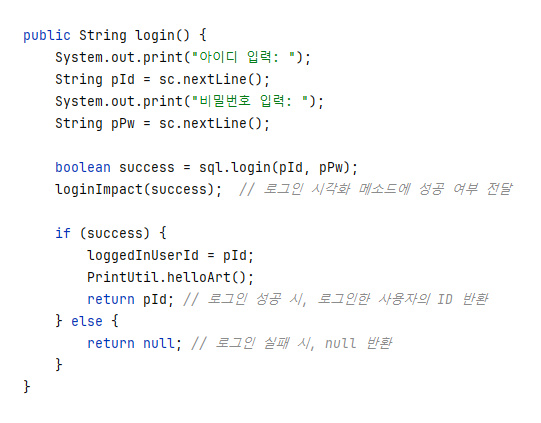 public String login() {
    System.out.print("아이디 입력: ");
    String pId = sc.nextLine();
    System.out.print("비밀번호 입력: ");
    String pPw = sc.nextLine();

    boolean success = sql.login(pId, pPw);
    loginImpact(success);  // 로그인 시각화 메소드에 성공 여부 전달

    if (success) {
        loggedInUserId = pId;
        PrintUtil.helloArt();
        return pId; // 로그인 성공 시, 로그인한 사용자의 ID 반환
    } else {
        return null; // 로그인 실패 시, null 반환
    }
}